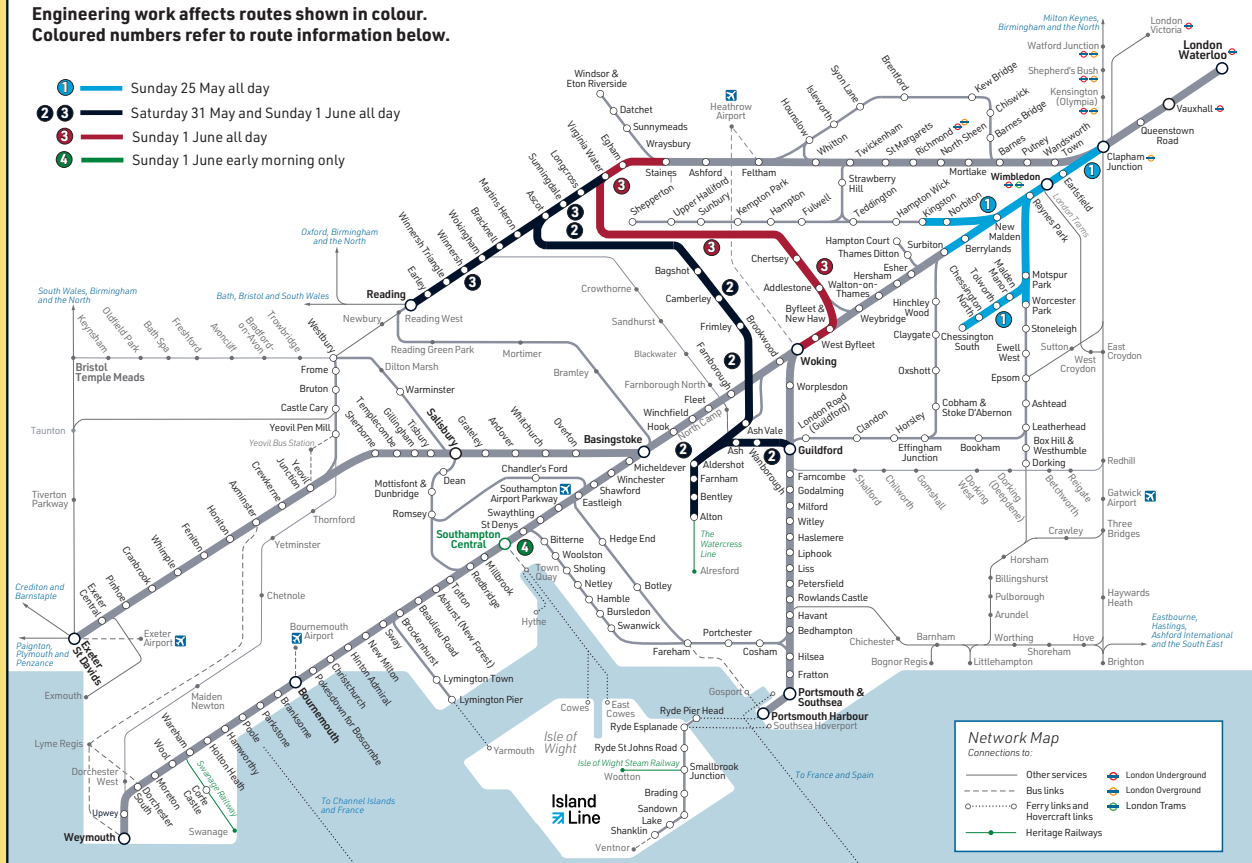 Engineering work affects routes shown in colour.
Coloured numbers refer to route information below.
1 Sunday 25 May all day
2 3 Saturday 31 May and Sunday 1 June all day
3 Sunday 1 June all day
4 Sunday 1 June early morning only
Milton Keynes,
Birmingham and the North
London
Victoria
London
Waterloo
Watford Junction
Shepherd's Bush
Kensington
(Olympia)
Vauxhall
Queenstown
Road
Clapham
Junction
1
Windsor &
Eton Riverside
Datchet
Sunnymeads
Wraysbury
Heathrow
Airport
Hounslow
Isleworth
Syon Lane
Brentford
Kew Bridge
Chiswick
Barnes Bridge
Whitton
Twickenham
St Margarets
Richmond
North Sheen
Mortlake
Barnes
Putney
Wandsworth
Town
Staines
Ashford
Feltham
Egham
Virginia Water
Longcross
Sunningdale
Ascot
Martins Heron
Bracknell
Wokingham
Winnersh
Winnersh Triangle
Earley
Reading
3
3
2
3
Wimbledon
Earlsfield
London Trams
Raynes Park
Strawberry
Hill
Shepperton
Upper Halliford
Sunbury
Kempton Park
Hampton
Fulwell
Teddington
Hampton Wick
Kingston
Norbiton
1
New
Malden
Berrylands
Surbiton
Hampton Court
Thames Ditton
Esher
Hersham
Walton-on-
Thames
Weybridge
Byfleet &
New Haw
West Byfleet
Woking
3
Chertsey
3
Addlestone
Motspur
Park
Malden
Manor
Tolworth
Chessington
North
Chessington
South
1
Worcester
Park
Stoneleigh
Ewell
West
Epsom
Sutton
West
Croydon
East
Croydon
Ashtead
Leatherhead
Box Hill &
Westhumble
Dorking
Hinchley
Wood
Claygate
Oxshott
Cobham &
Stoke D'Abernon
Bookham
Effingham
Junction
Horsley
Clandon
London Road
(Guildford)
Guildford
Worplesdon
Bagshot
Camberley
2
Frimley
2
Brookwood
Farnborough
Fleet
Winchfield
Hook
Basingstoke
Ash Vale
Ash
Wanborough
2
2
Aldershot
Farnham
Bentley
Alton
The
Watercress
Line
Alresford
Crowthorne
Sandhurst
Blackwater
Farnborough North
North Camp
Oxford, Birmingham
and the North
South Wales, Birmingham
and the North
Bath, Bristol and South Wales
Newbury
Reading West
Reading Green Park
Mortimer
Bramley
Keynsham
Oldfield Park
Bath Spa
Freshford
Avoncliff
Bradford-
on-Avon
Trowbridge
Westbury
Bristol
Temple Meads
Dilton Marsh
Warminster
Frome
Bruton
Castle Cary
Yeovil Pen Mill
Yeovil Bus Station
Taunton
Tiverton
Parkway
Salisbury
Grateley
Andover
Whitchurch
Overton
Tisbury
Gillingham
Templecombe
Sherborne
Yeovil
Junction
Crewkerne
Axminster
Honiton
Feniton
Whimple
Cranbrook
Pinhoe
Exeter
Central
Exeter
St Davids
Exeter
Airport
Exmouth
Crediton and
Barnstaple
Paignton,
Plymouth and
Penzance
Thornford
Yetminster
Chetnole
Maiden
Newton
Dorchester
West
Lyme Regis
Upwey
Weymouth
Dean
Mottisfont &
Dunbridge
Romsey
Chandler's Ford
Southampton
Airport Parkway
Micheldever
Winchester
Shawford
Eastleigh
Swaythling
St Denys
Southampton
Central
4
Millbrook
Redbridge
Totton
Ashurst (New Forest)
Beaulieu Road
Brockenhurst
Sway
New Milton
Hinton Admiral
Christchurch
Pokesdown for Boscombe
Bournemouth
Bournemouth
Airport
Branksome
Parkstone
Poole
Hamworthy
Holton Heath
Wareham
Wool
Moreton
Dorchester
South
Swanage Railway
Corfe
Castle
Swanage
Lymington Town
Lymington Pier
Yarmouth
Town
Quay
Hythe
Bitterne
Woolston
Sholing
Netley
Hamble
Bursledon
Swanwick
Hedge End
Botley
Fareham
Portchester
Cosham
Farncombe
Godalming
Milford
Witley
Haslemere
Liphook
Liss
Petersfield
Rowlands Castle
Havant
Bedhampton
Hilsea
Fratton
Portsmouth &
Southsea
Portsmouth Harbour
Southsea Hoverport
Gosport
Shalford
Chilworth
Gomshall
Dorking
West
Dorking
(Deepdene)
Betchworth
Reigate
Redhill
Gatwick
Airport
Three
Bridges
Crawley
Horsham
Billingshurst
Pulborough
Arundel
Haywards
Heath
Chichester
Barnham
Bognor Regis
Littlehampton
Worthing
Shoreham
Hove
Brighton
Eastbourne,
Hastings,
Ashford International
and the South East
Cowes
East
Cowes
Isle of
Wight
Ryde Pier Head
Ryde Esplanade
Ryde St Johns Road
Isle of Wight Steam Railway
Wootton
Smallbrook
Junction
Brading
Sandown
Lake
Shanklin
Ventnor
Island
Line
To Channel Islands
and France
To France and Spain
Network Map
Connections to:
Other services
Bus links
Ferry links and
Hovercraft links
Heritage Railways
London Underground
London Overground
London Trams